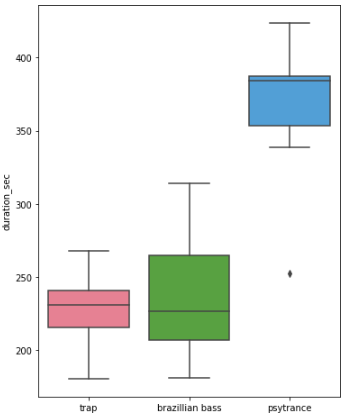 400
350
300
250
200
duration_sec
trap
brazillian bass
psytrance